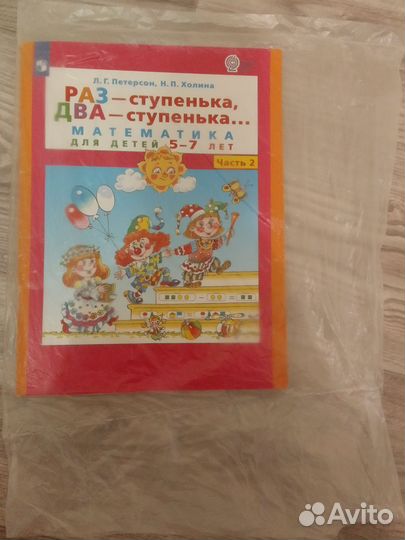 Л. Г. Петерсон, Н. П. Холина
РАЗ – ступенька,
ДВА – ступенька...
МАТЕМАТИКА
ДЛЯ ДЕТЕЙ 5–7 ЛЕТ
Часть 2
Avito